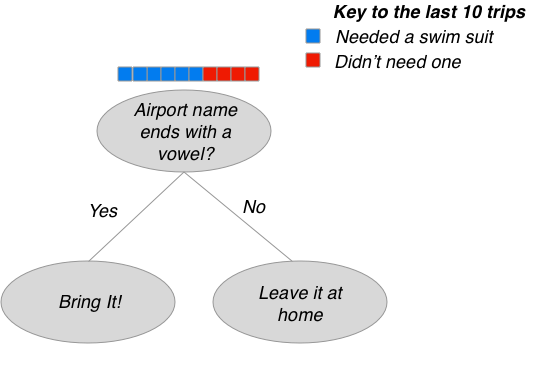 Key to the last 10 trips
Needed a swim suit
Didn't need one
Airport name
ends with a
vowel?
Yes
No
Bring It!
Leave it at
home